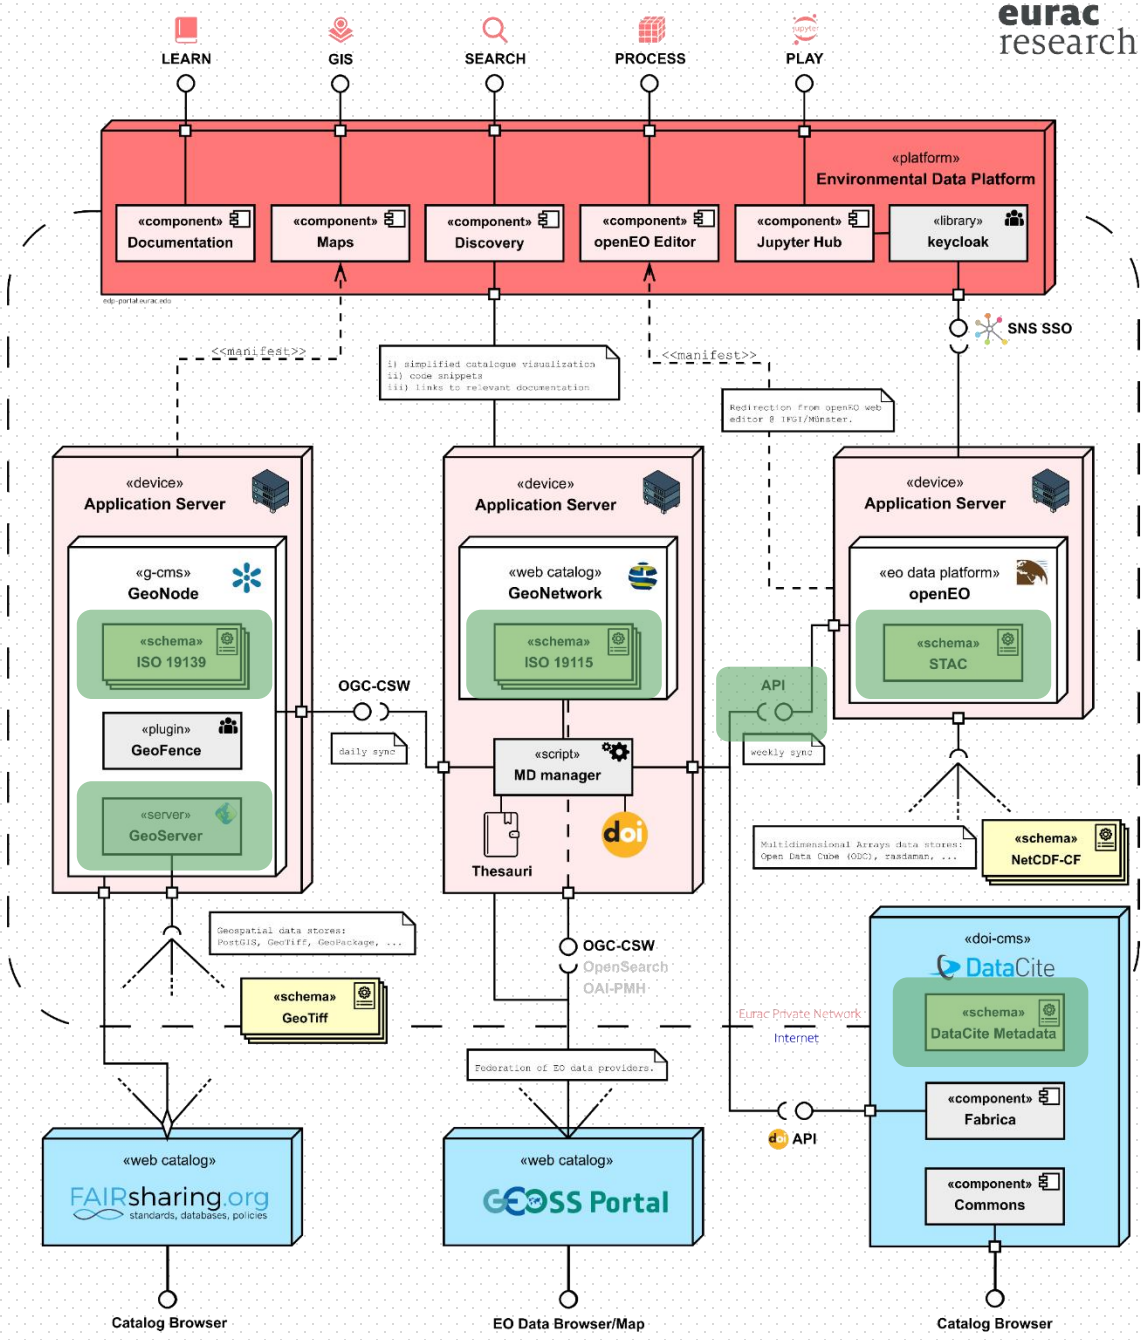 eurac
research
LEARN
GIS
SEARCH
PROCESS
jupyter
PLAY
«platform»
Environmental Data Platform
«component»
Documentation
«component»
Maps
«component»
Discovery
«component»
openEO Editor
«component»
Jupyter Hub
«library»
keycloak
edp-portal.eurac.edu
SNS SSO
<<manifest>>
i) simplified catalogue visualization
ii) code snippets
iii) links to relevant documentation
<<manifest>>
Redirection from openEO web
editor @ IFGI/Münster.
«device»
Application Server
«device»
Application Server
«device»
Application Server
«g-cms»
GeoNode
«web catalog»
GeoNetwork
«eo data platform»
openEO
«schema»
ISO 19139
«schema»
ISO 19115
«schema»
STAC
OGC-CSW
API
«plugin»
GeoFence
daily sync
«script»
MD manager
weekly sync
«server»
GeoServer
doi
Thesauri
Multidimensional Arrays data stores:
Open Data Cube (ODC), rasdaman, ...
«schema»
NetCDF-CF
Geospatial data stores:
PostGIS, GeoTiff, GeoPackage, ...
OGC-CSW
OpenSearch
OAI-PMH
«doi-cms»
DataCite
«schema»
GeoTiff
«schema»
DataCite Metadata
Eurac Private Network
Internet
Federation of EO data providers.
«component»
Fabrica
doi API
«web catalog»
FAIRsharing.org
standards, databases, policies
«web catalog»
GEOSS Portal
«component»
Commons
Catalog Browser
EO Data Browser/Map
Catalog Browser